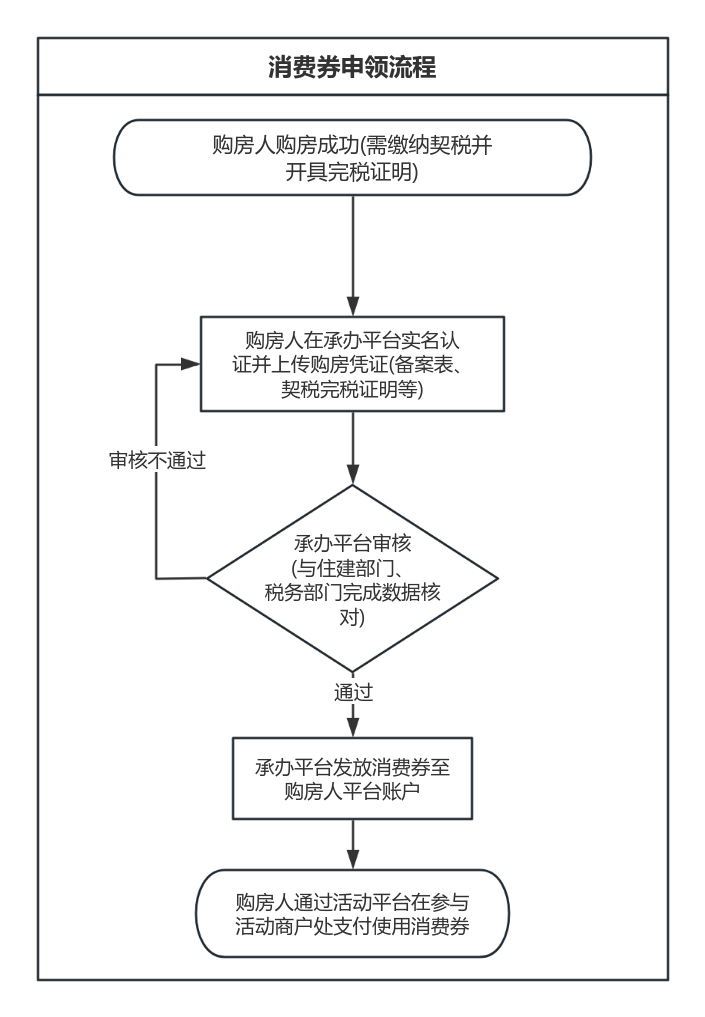 消费券申领流程
购房人购房成功(需缴纳契税并
开具完税证明)
购房人在承办平台实名认
证并上传购房凭证(备案表、
契税完税证明等)
审核不通过
承办平台审核
(与住建部门、
税务部门完成数据核
对)
通过
承办平台发放消费券至
购房人平台账户
购房人通过活动平台在参与
活动商户处支付使用消费券